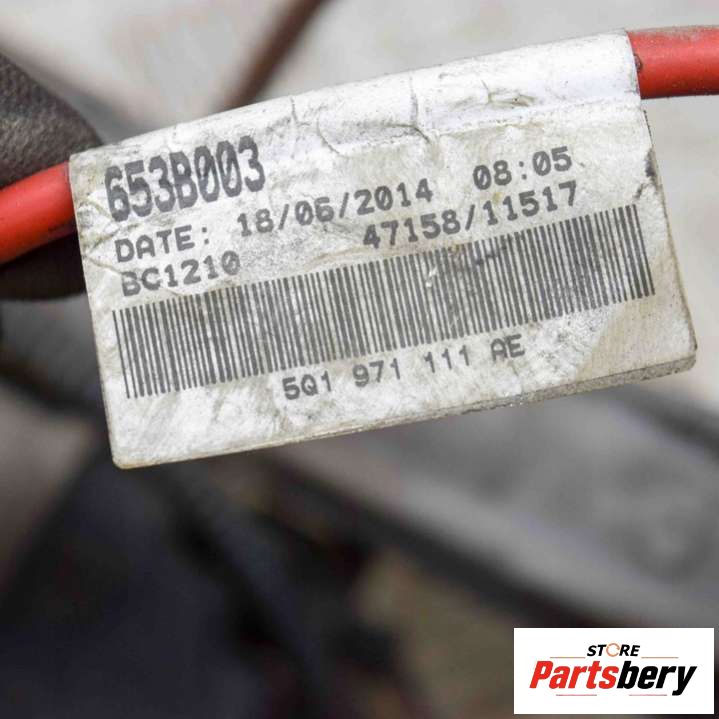 653B003
DATE: 18/06/2014 08:05
BC1210 47158/11517
5Q1 971 111 AE
STORE
Partsbery